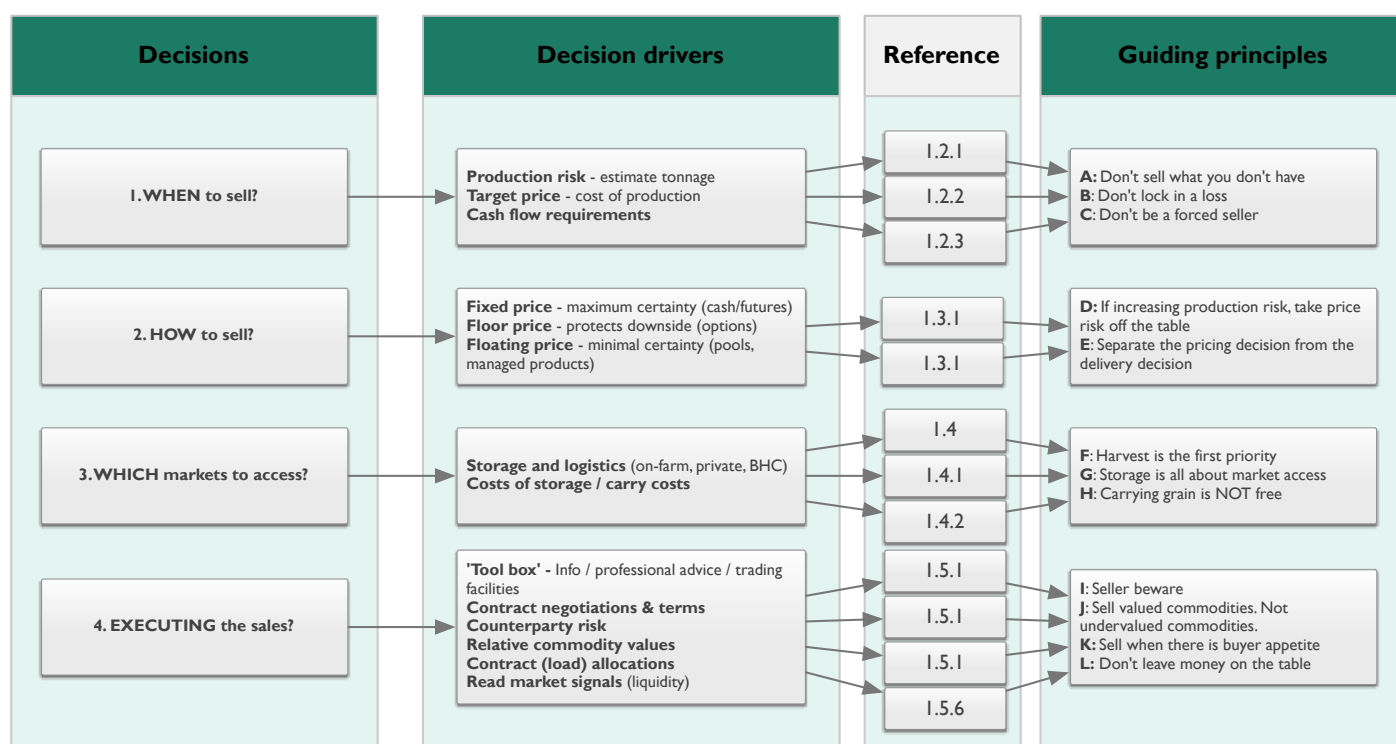 Decisions
Decision drivers
Reference
Guiding principles
1. WHEN to sell?
Production risk - estimate tonnage
Target price - cost of production
Cash flow requirements
1.2.1
1.2.2
1.2.3
A: Don't sell what you don't have
B: Don't lock in a loss
C: Don't be a forced seller
2. HOW to sell?
Fixed price - maximum certainty (cash/futures)
Floor price - protects downside (options)
Floating price - minimal certainty (pools,
managed products)
1.3.1
1.3.1
D: If increasing production risk, take price
risk off the table
E: Separate the pricing decision from the
delivery decision
3. WHICH markets to access?
Storage and logistics (on-farm, private, BHC)
Costs of storage / carry costs
1.4
1.4.1
1.4.2
F: Harvest is the first priority
G: Storage is all about market access
H: Carrying grain is NOT free
4. EXECUTING the sales?
'Tool box' - Info / professional advice / trading
facilities
Contract negotiations & terms
Counterparty risk
Relative commodity values
Contract (load) allocations
Read market signals (liquidity)
1.5.1
1.5.1
1.5.1
1.5.6
I: Seller beware
J: Sell valued commodities. Not
undervalued commodities.
K: Sell when there is buyer appetite
L: Don't leave money on the table